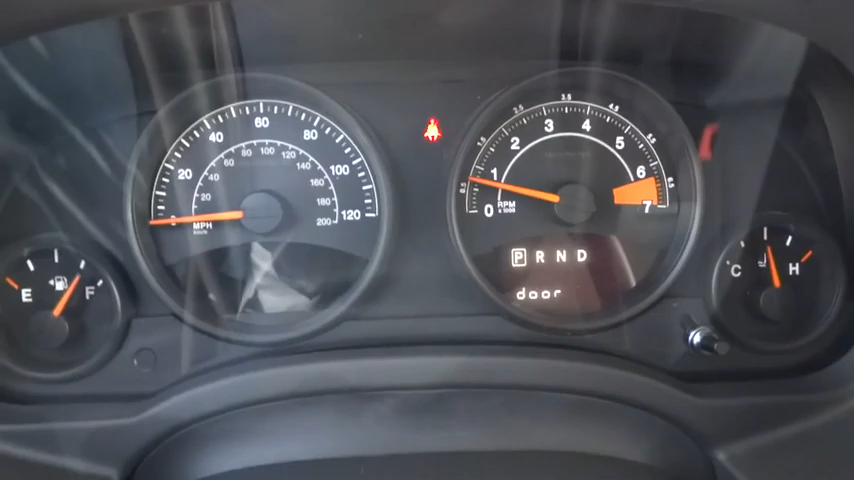 20 40 60 80 100 120
20 40 60 80 100 120 140 160 180 200
MPH
0 1 2 3 4 5 6 7
0.5 1.5 2.5 3.5 4.5 5.5 6.5
RPM
x 1000
P R N D
door
E F
C H